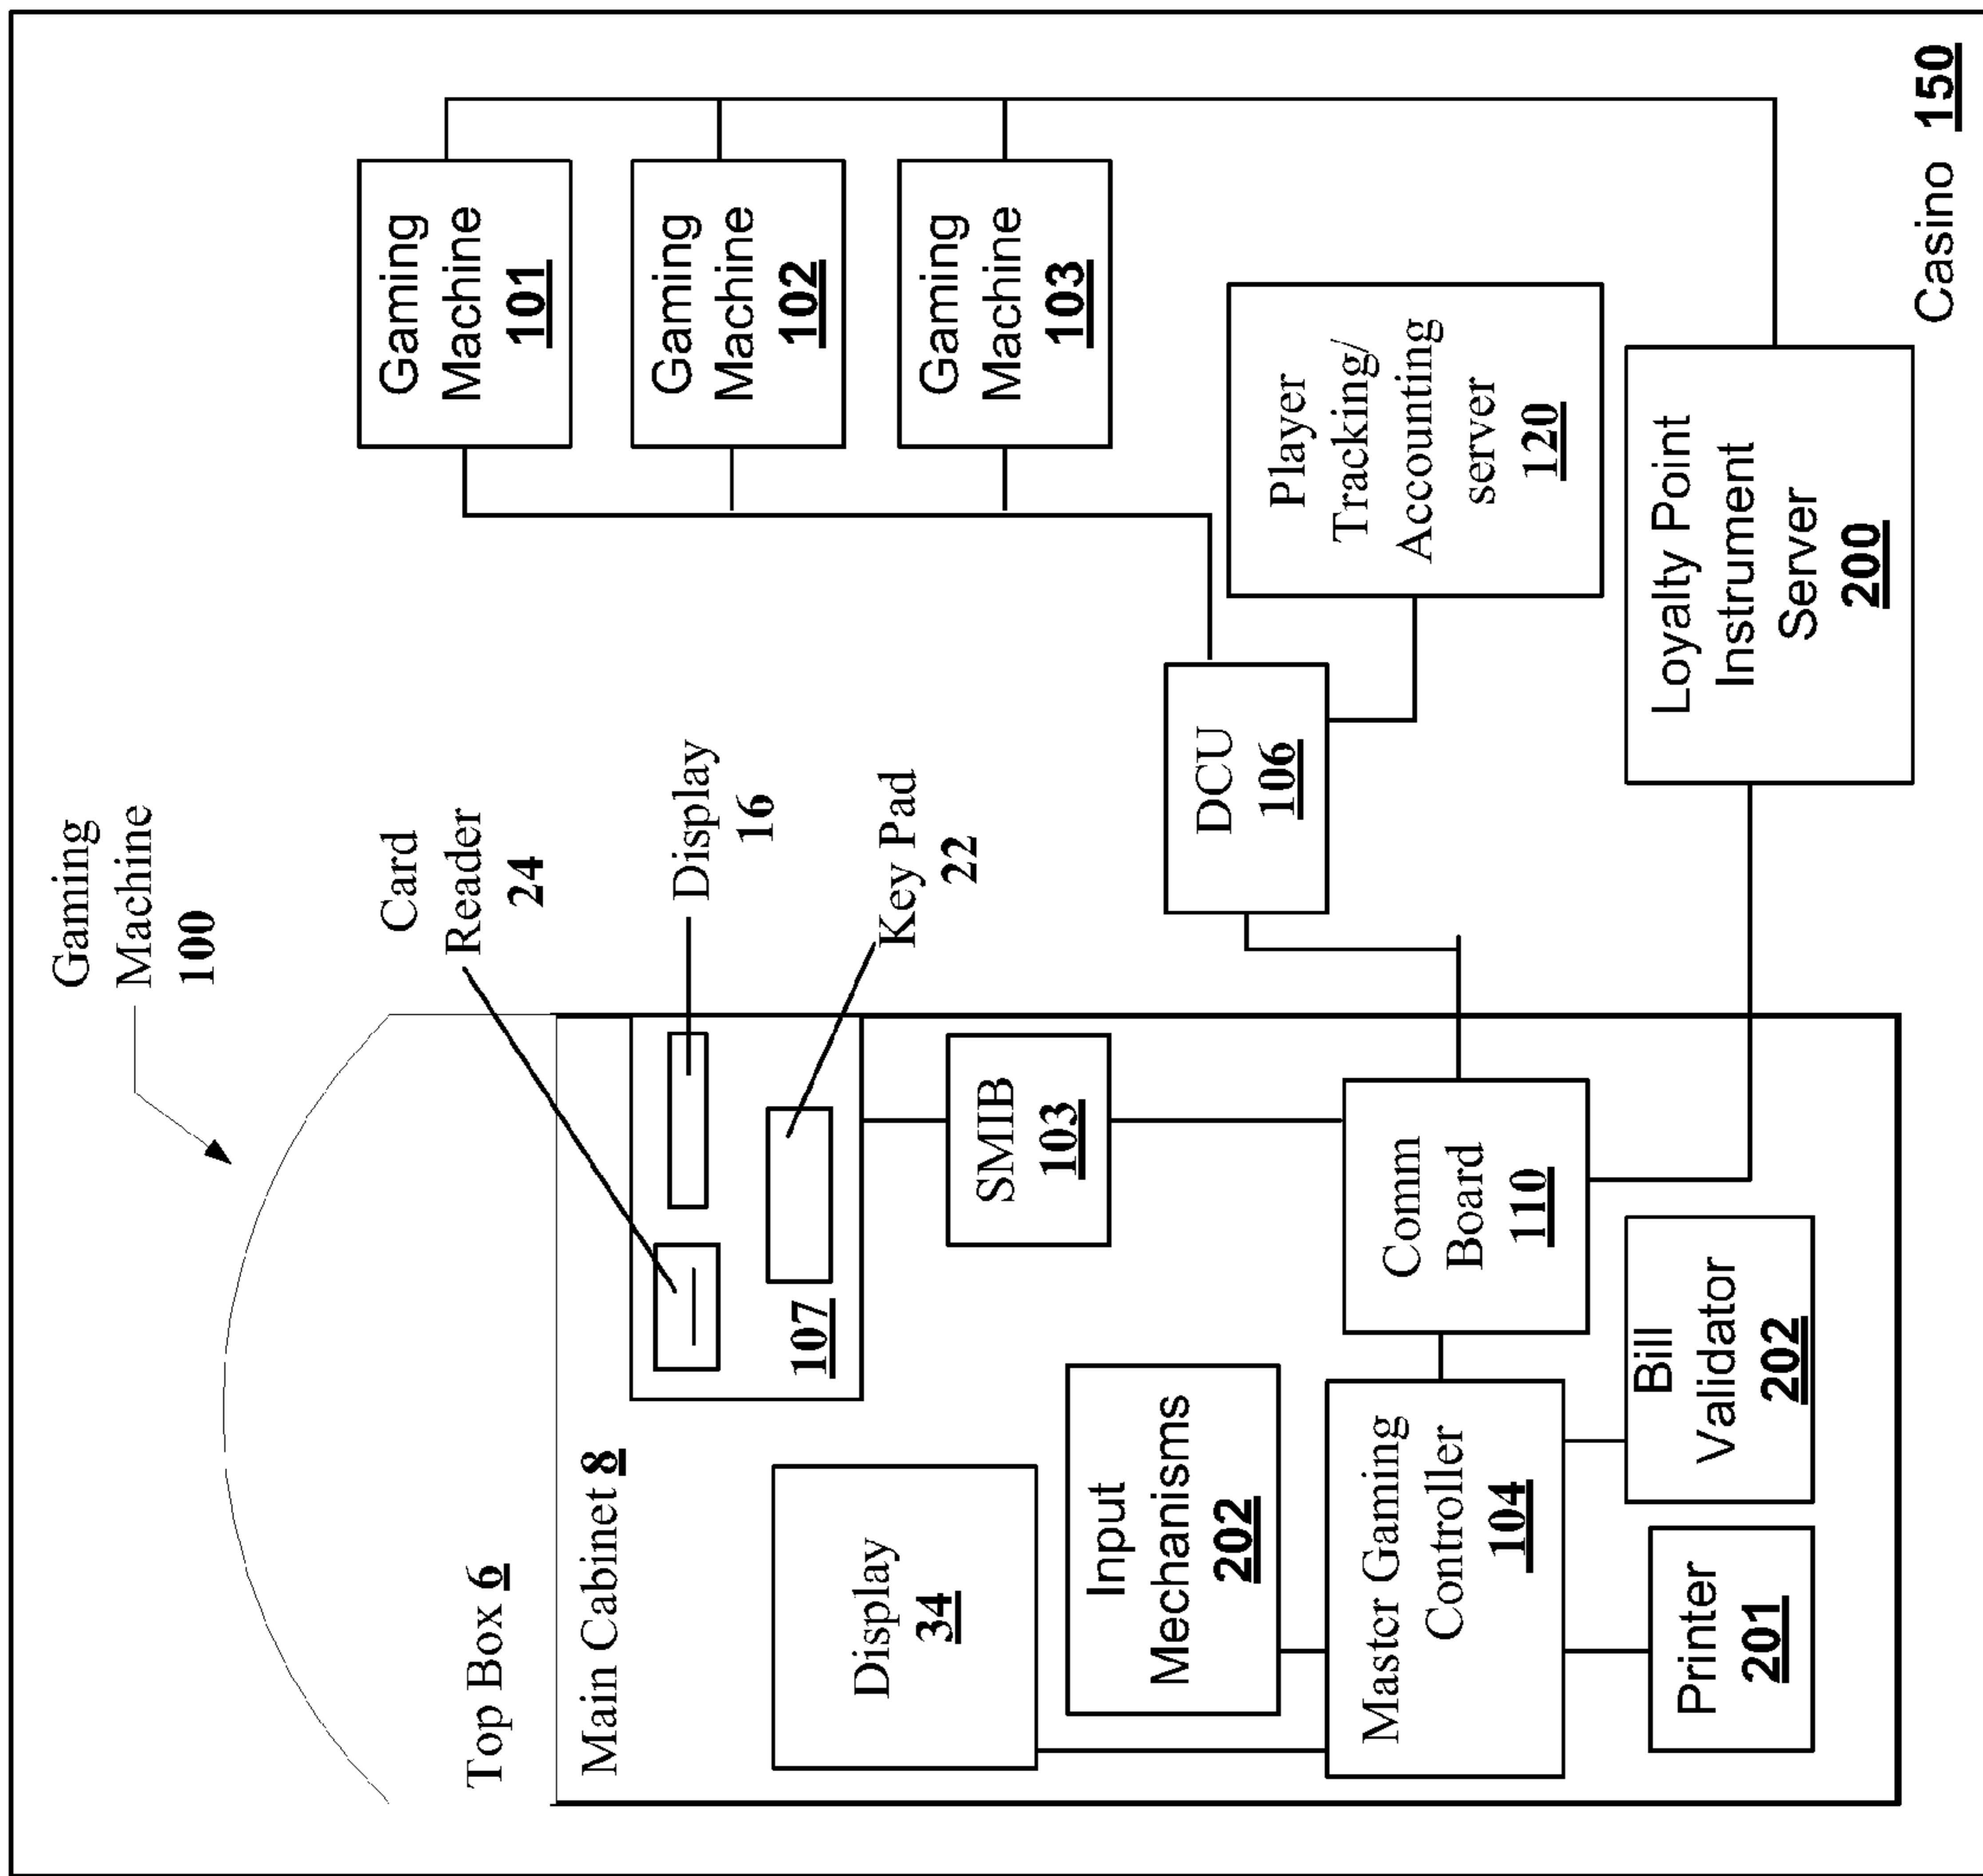 Gaming
Machine
100
Card
Reader
24
Display
16
Key Pad
22
Top Box 6
Main Cabinet 8
107
Display
34
SMIB
103
Input
Mechanisms
202
Master Gaming
Controller
104
Comm
Board
110
Printer
201
Bill
Validator
202
Gaming
Machine
101
Gaming
Machine
102
Gaming
Machine
103
DCU
106
Player
Tracking/
Accounting
server
120
Loyalty Point
Instrument
Server
200
Casino 150